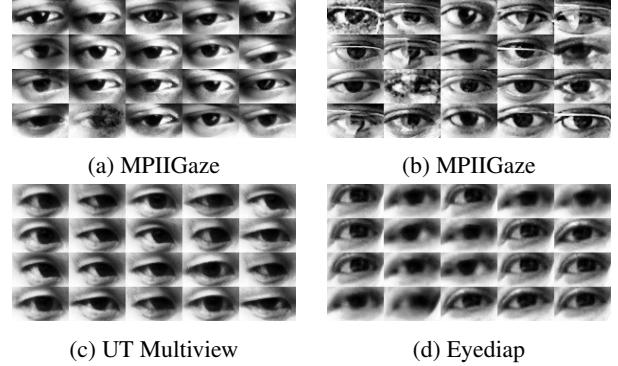 (a) MPIIGaze
(b) MPIIGaze
(c) UT Multiview
(d) Eyediap